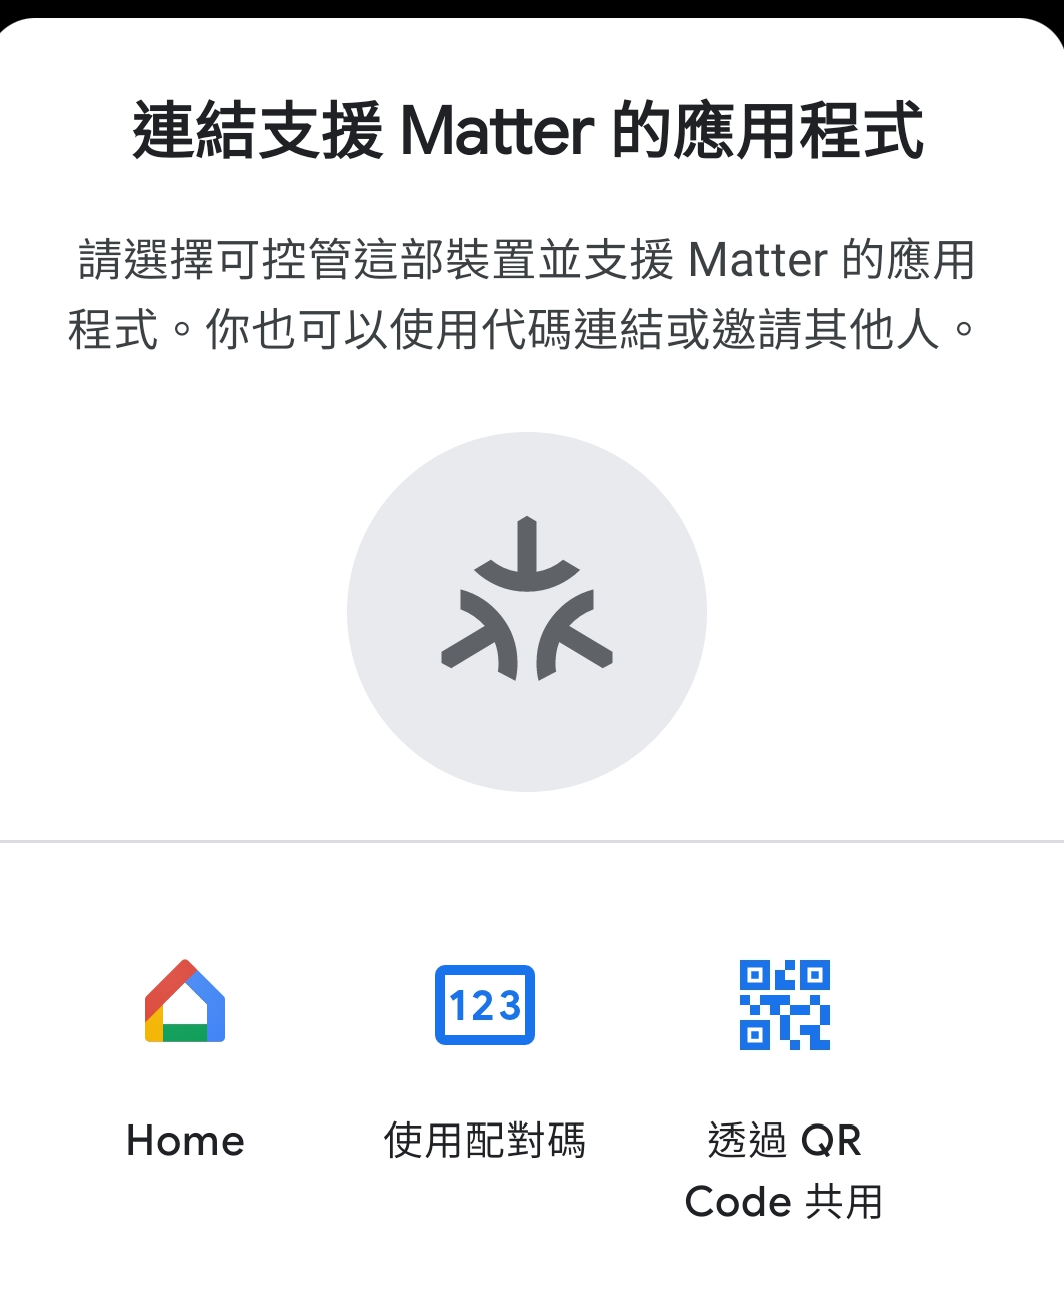 連結支援 Matter 的應用程式
請選擇可控管這部裝置並支援 Matter 的應用
程式。你也可以使用代碼連結或邀請其他人。
123
Home
使用配對碼
透過 QR
Code 共用